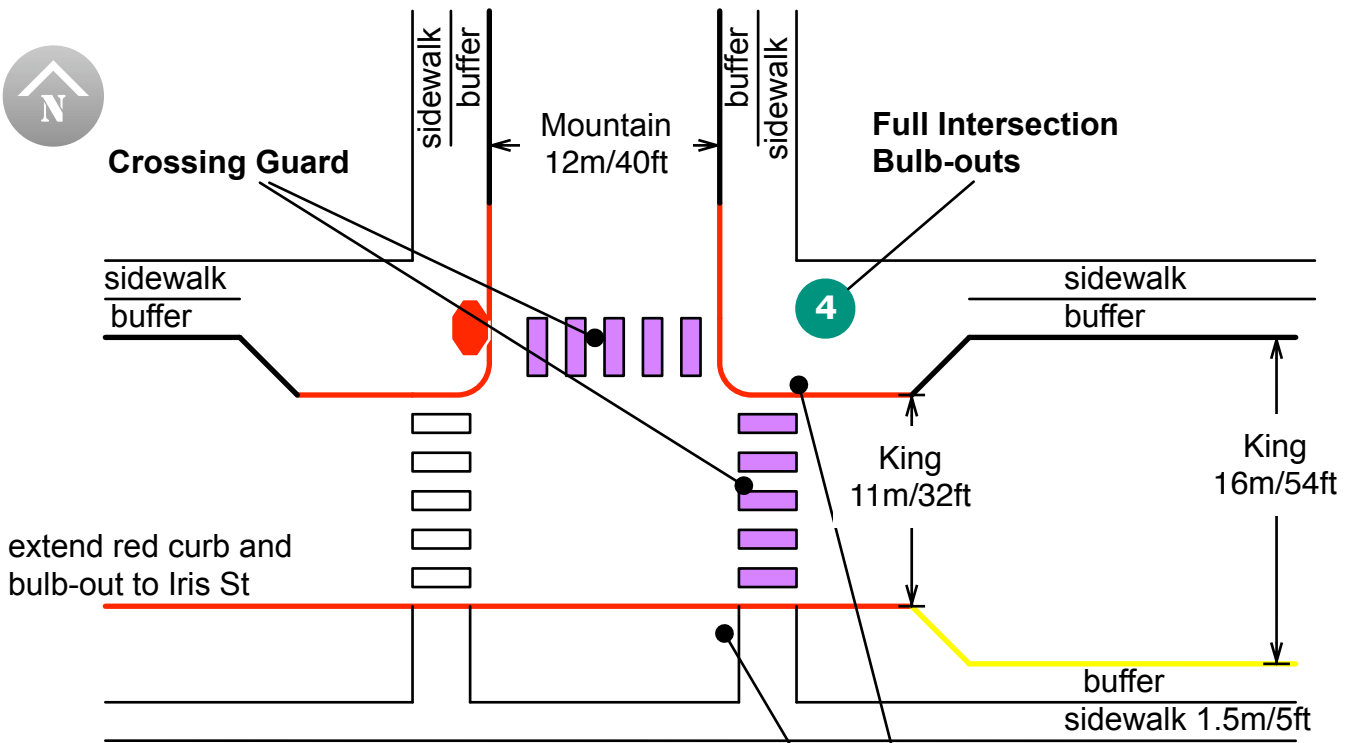 N
sidewalk
buffer
buffer
sidewalk
Mountain
12m/40ft
Full Intersection
Bulb-outs
Crossing Guard
sidewalk
buffer
4
sidewalk
buffer
King
11m/32ft
King
16m/54ft
extend red curb and
bulb-out to Iris St
buffer
sidewalk 1.5m/5ft